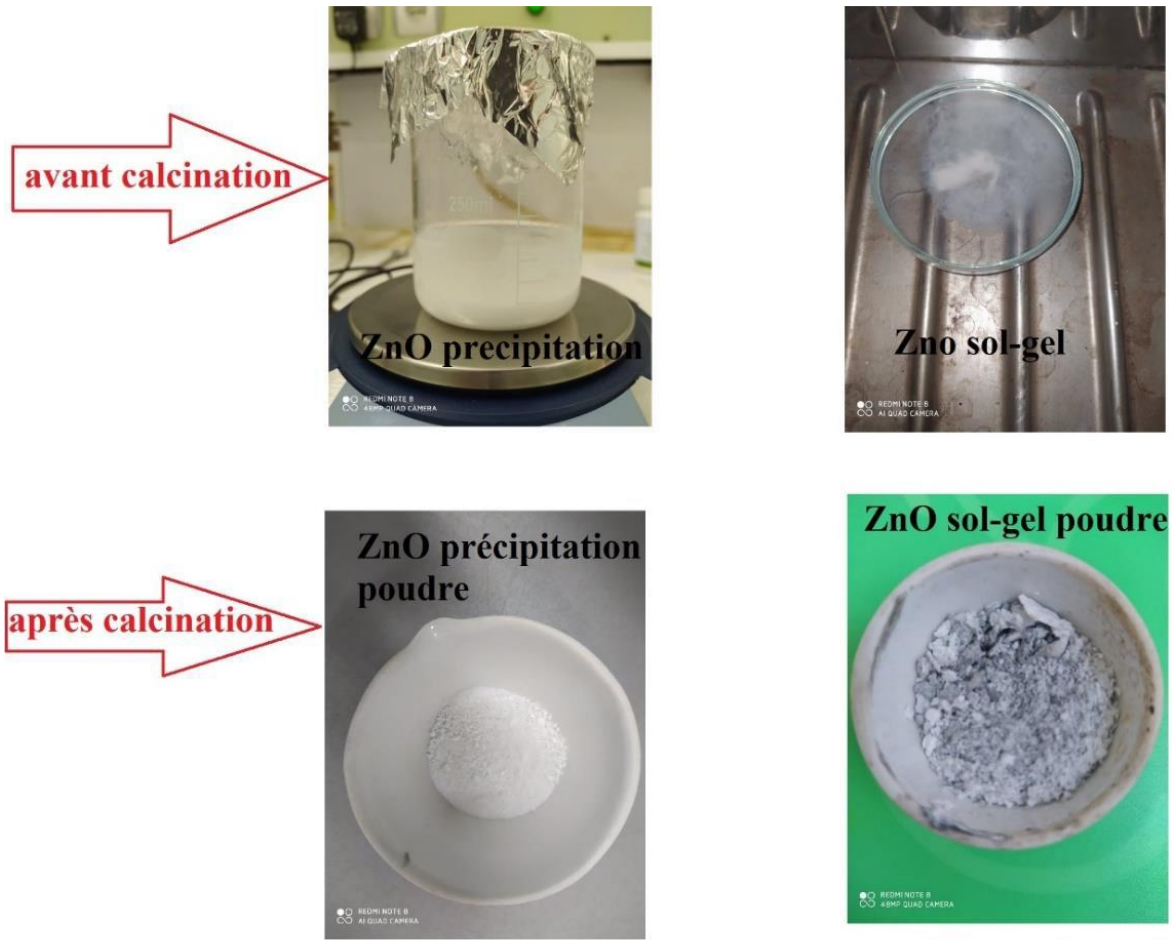 avant calcination
250ml
ZnO precipitation
REDMI NOTE 8
48MP QUAD CAMERA
Zno sol-gel
REDMI NOTE 8
AI QUAD CAMERA
après calcination
ZnO précipitation
poudre
REDMI NOTE 8
AI QUAD CAMERA
ZnO sol-gel poudre
REDMI NOTE 8
48MP QUAD CAMERA